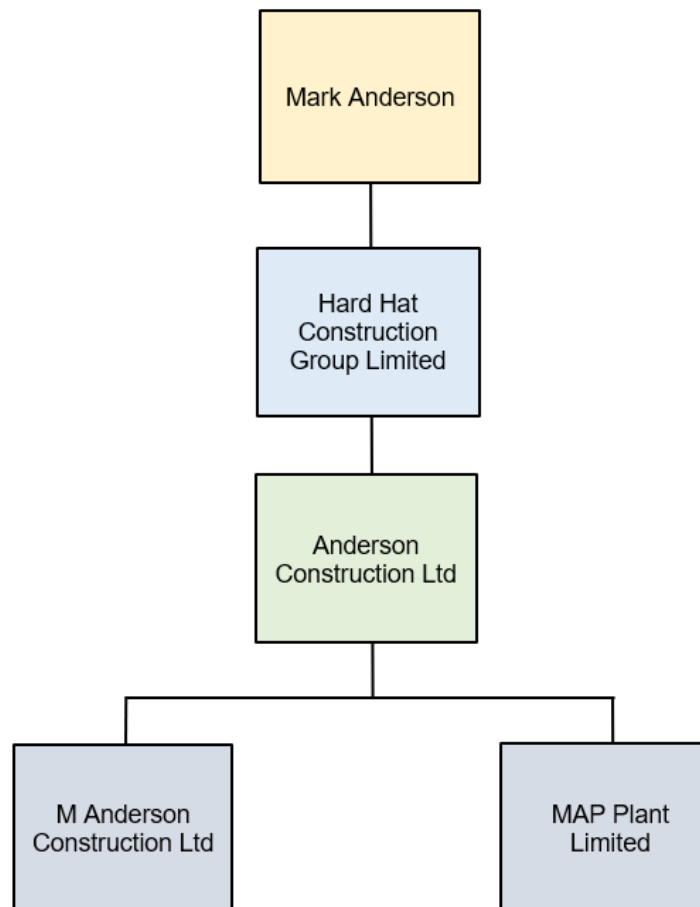 Mark Anderson
Hard Hat
Construction
Group Limited
Anderson
Construction Ltd
M Anderson
Construction Ltd
MAP Plant
Limited